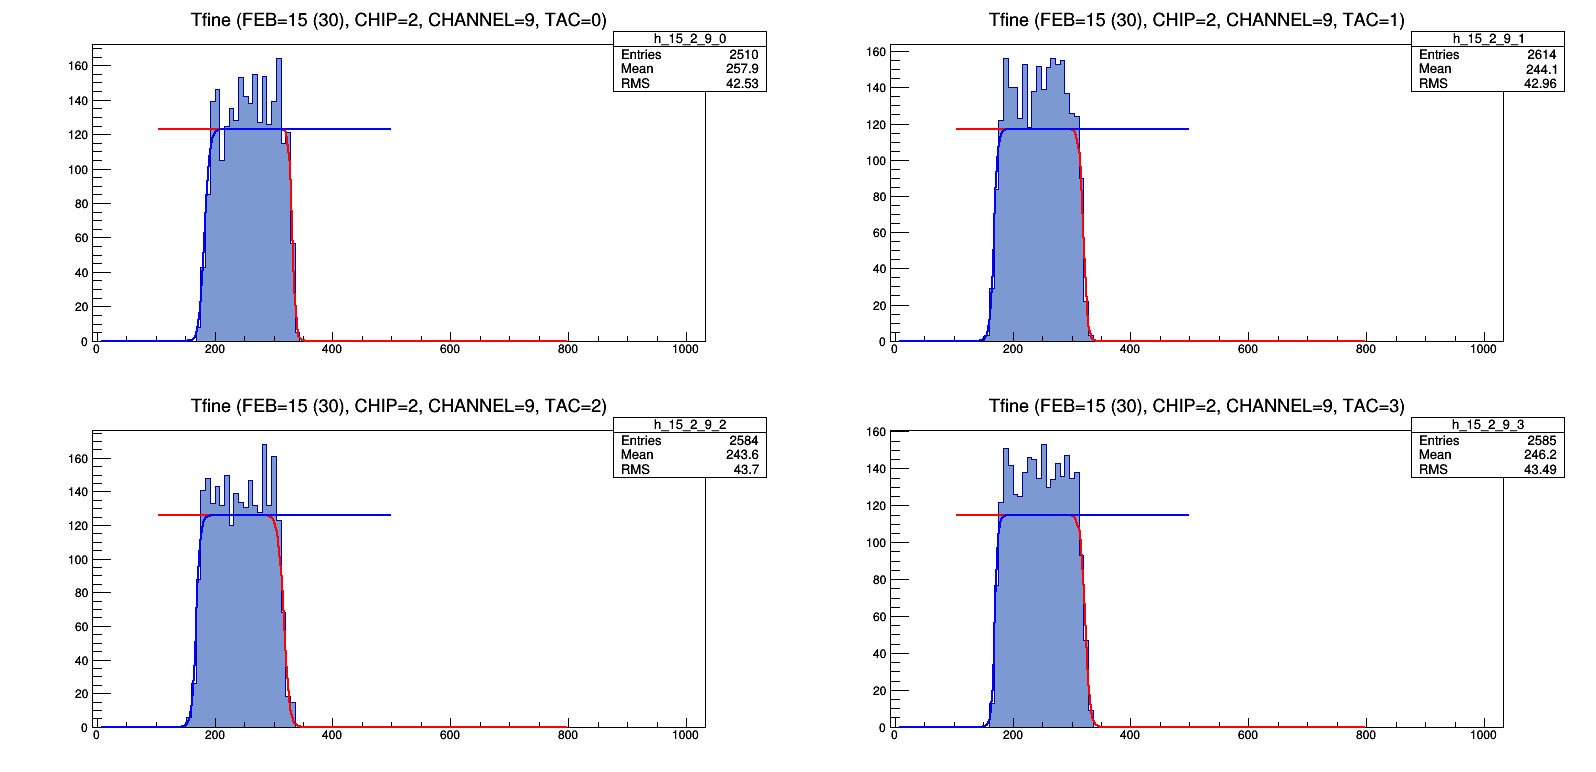 Tfine (FEB=15 (30), CHIP=2, CHANNEL=9, TAC=0)
h_15_2_9_0
Entries 2510
Mean 257.9
RMS 42.53
160
140
120
100
80
60
40
20
0
0 200 400 600 800 1000
Tfine (FEB=15 (30), CHIP=2, CHANNEL=9, TAC=1)
h_15_2_9_1
Entries 2614
Mean 244.1
RMS 42.96
160
140
120
100
80
60
40
20
0
0 200 400 600 800 1000
Tfine (FEB=15 (30), CHIP=2, CHANNEL=9, TAC=2)
h_15_2_9_2
Entries 2584
Mean 243.6
RMS 43.7
160
140
120
100
80
60
40
20
0
0 200 400 600 800 1000
Tfine (FEB=15 (30), CHIP=2, CHANNEL=9, TAC=3)
h_15_2_9_3
Entries 2585
Mean 246.2
RMS 43.49
160
140
120
100
80
60
40
20
0
0 200 400 600 800 1000